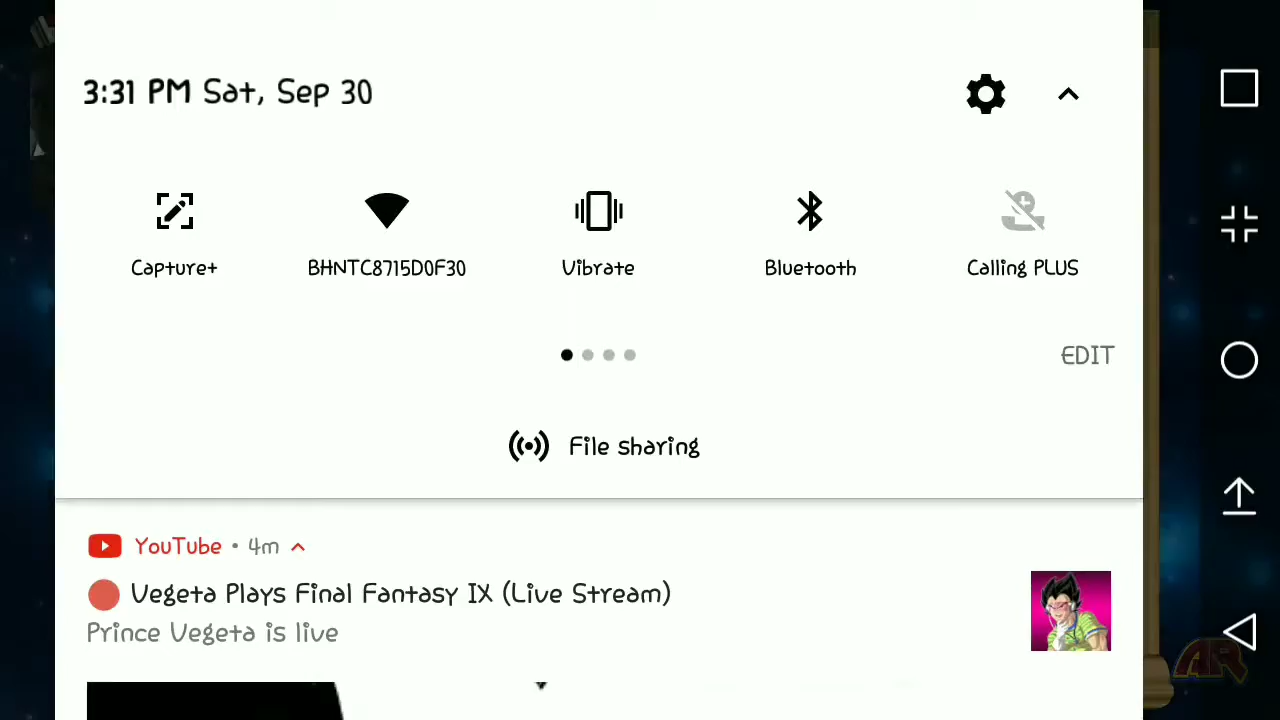 3:31 PM Sat, Sep 30
Capture+ BHNTC8715D0F30 Vibrate Bluetooth Calling PLUS
EDIT
File sharing
YouTube • 4m
Vegeta Plays Final Fantasy IX (Live Stream)
Prince Vegeta is live
AR